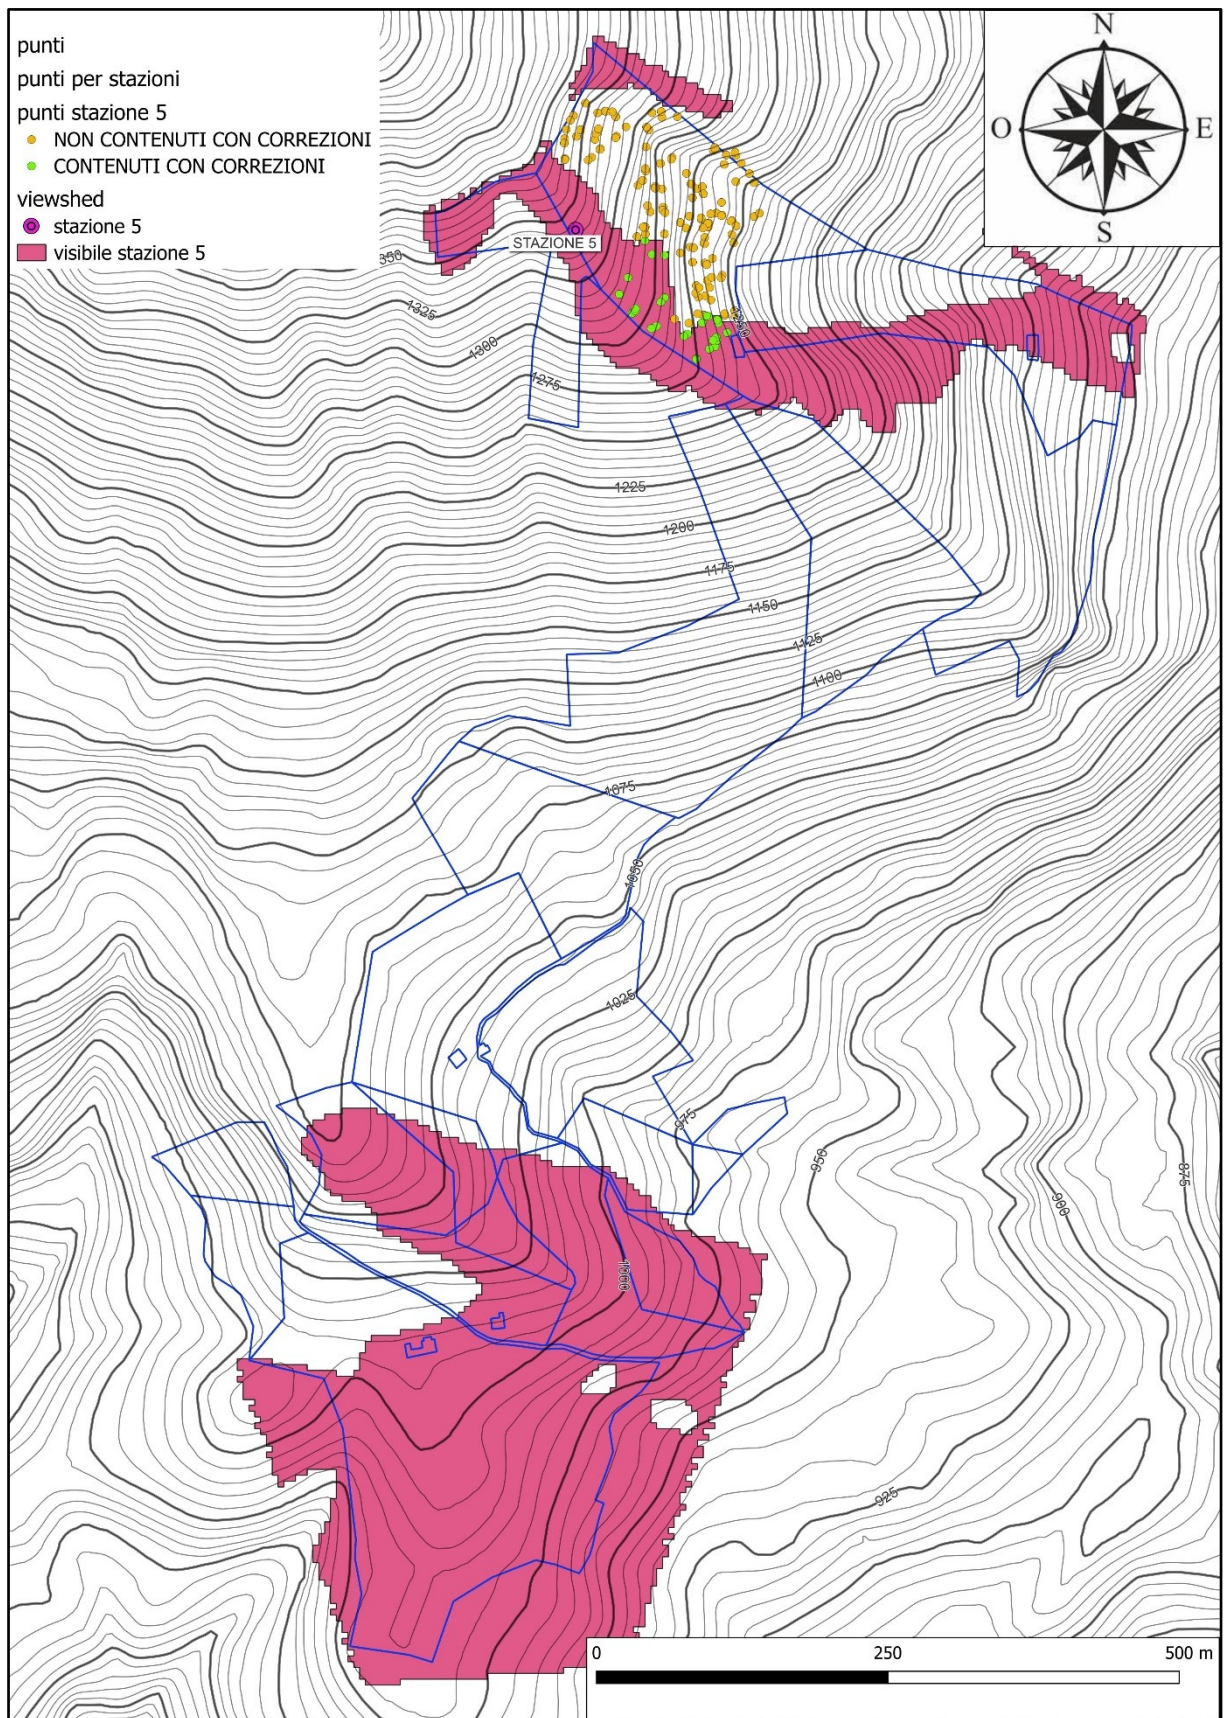 punti
punti per stazioni
punti stazione 5
NON CONTENUTI CON CORREZIONI
CONTENUTI CON CORREZIONI
viewshed
stazione 5
visibile stazione 5
N
O
E
S
STAZIONE 5
350
1325
1300
1275
1250
1225
1200
1175
1150
1125
1100
1075
1050
1025
975
950
875
900
1000
925
0
250
500 m